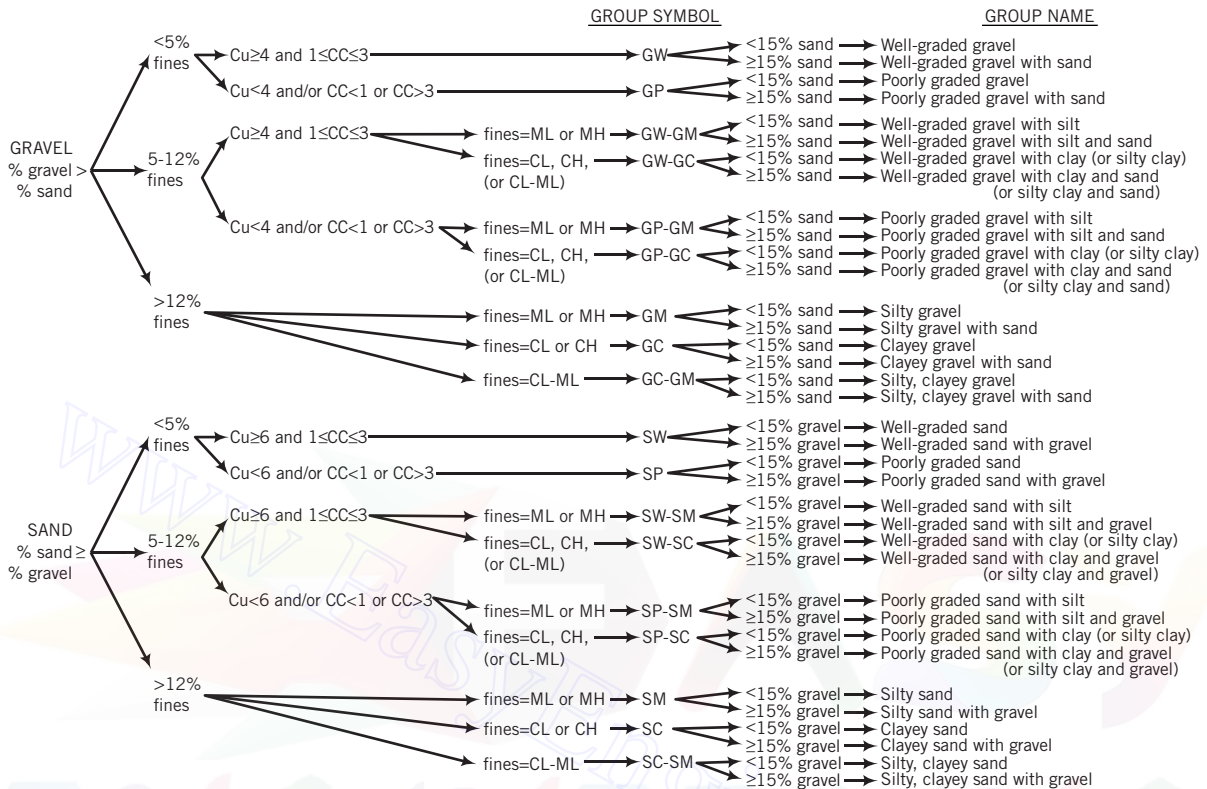 GROUP SYMBOL GROUP NAME
<5% fines
Cu≥4 and 1≤CC≤3 GW <15% sand Well-graded gravel
≥15% sand Well-graded gravel with sand
Cu<4 and/or CC<1 or CC>3 GP <15% sand Poorly graded gravel
≥15% sand Poorly graded gravel with sand
GRAVEL
% gravel >
% sand
5-12%
fines
Cu≥4 and 1≤CC≤3 fines=ML or MH GW-GM <15% sand Well-graded gravel with silt
≥15% sand Well-graded gravel with silt and sand
fines=CL, CH, GW-GC <15% sand Well-graded gravel with clay (or silty clay)
(or CL-ML) ≥15% sand Well-graded gravel with clay and sand
(or silty clay and sand)
Cu<4 and/or CC<1 or CC>3 fines=ML or MH GP-GM <15% sand Poorly graded gravel with silt
≥15% sand Poorly graded gravel with silt and sand
fines=CL, CH, GP-GC <15% sand Poorly graded gravel with clay (or silty clay)
(or CL-ML) ≥15% sand Poorly graded gravel with clay and sand
(or silty clay and sand)
>12%
fines
fines=ML or MH GM <15% sand Silty gravel
≥15% sand Silty gravel with sand
fines=CL or CH GC <15% sand Clayey gravel
≥15% sand Clayey gravel with sand
fines=CL-ML GC-GM <15% sand Silty, clayey gravel
≥15% sand Silty, clayey gravel with sand
<5%
fines
Cu≥6 and 1≤CC≤3 SW <15% gravel Well-graded sand
≥15% gravel Well-graded sand with gravel
Cu<6 and/or CC<1 or CC>3 SP <15% gravel Poorly graded sand
≥15% gravel Poorly graded sand with gravel
SAND
% sand ≥
% gravel
5-12%
fines
Cu≥6 and 1≤CC≤3 fines=ML or MH SW-SM <15% gravel Well-graded sand with silt
≥15% gravel Well-graded sand with silt and gravel
fines=CL, CH, SW-SC <15% gravel Well-graded sand with clay (or silty clay)
(or CL-ML) ≥15% gravel Well-graded sand with clay and gravel
(or silty clay and gravel)
Cu<6 and/or CC<1 or CC>3 fines=ML or MH SP-SM <15% gravel Poorly graded sand with silt
≥15% gravel Poorly graded sand with silt and gravel
fines=CL, CH, SP-SC <15% gravel Poorly graded sand with clay (or silty clay)
(or CL-ML) ≥15% gravel Poorly graded sand with clay and gravel
(or silty clay and gravel)
>12%
fines
fines=ML or MH SM <15% gravel Silty sand
≥15% gravel Silty sand with gravel
fines=CL or CH SC <15% gravel Clayey sand
≥15% gravel Clayey sand with gravel
fines=CL-ML SC-SM <15% gravel Silty, clayey sand
≥15% gravel Silty, clayey sand with gravel